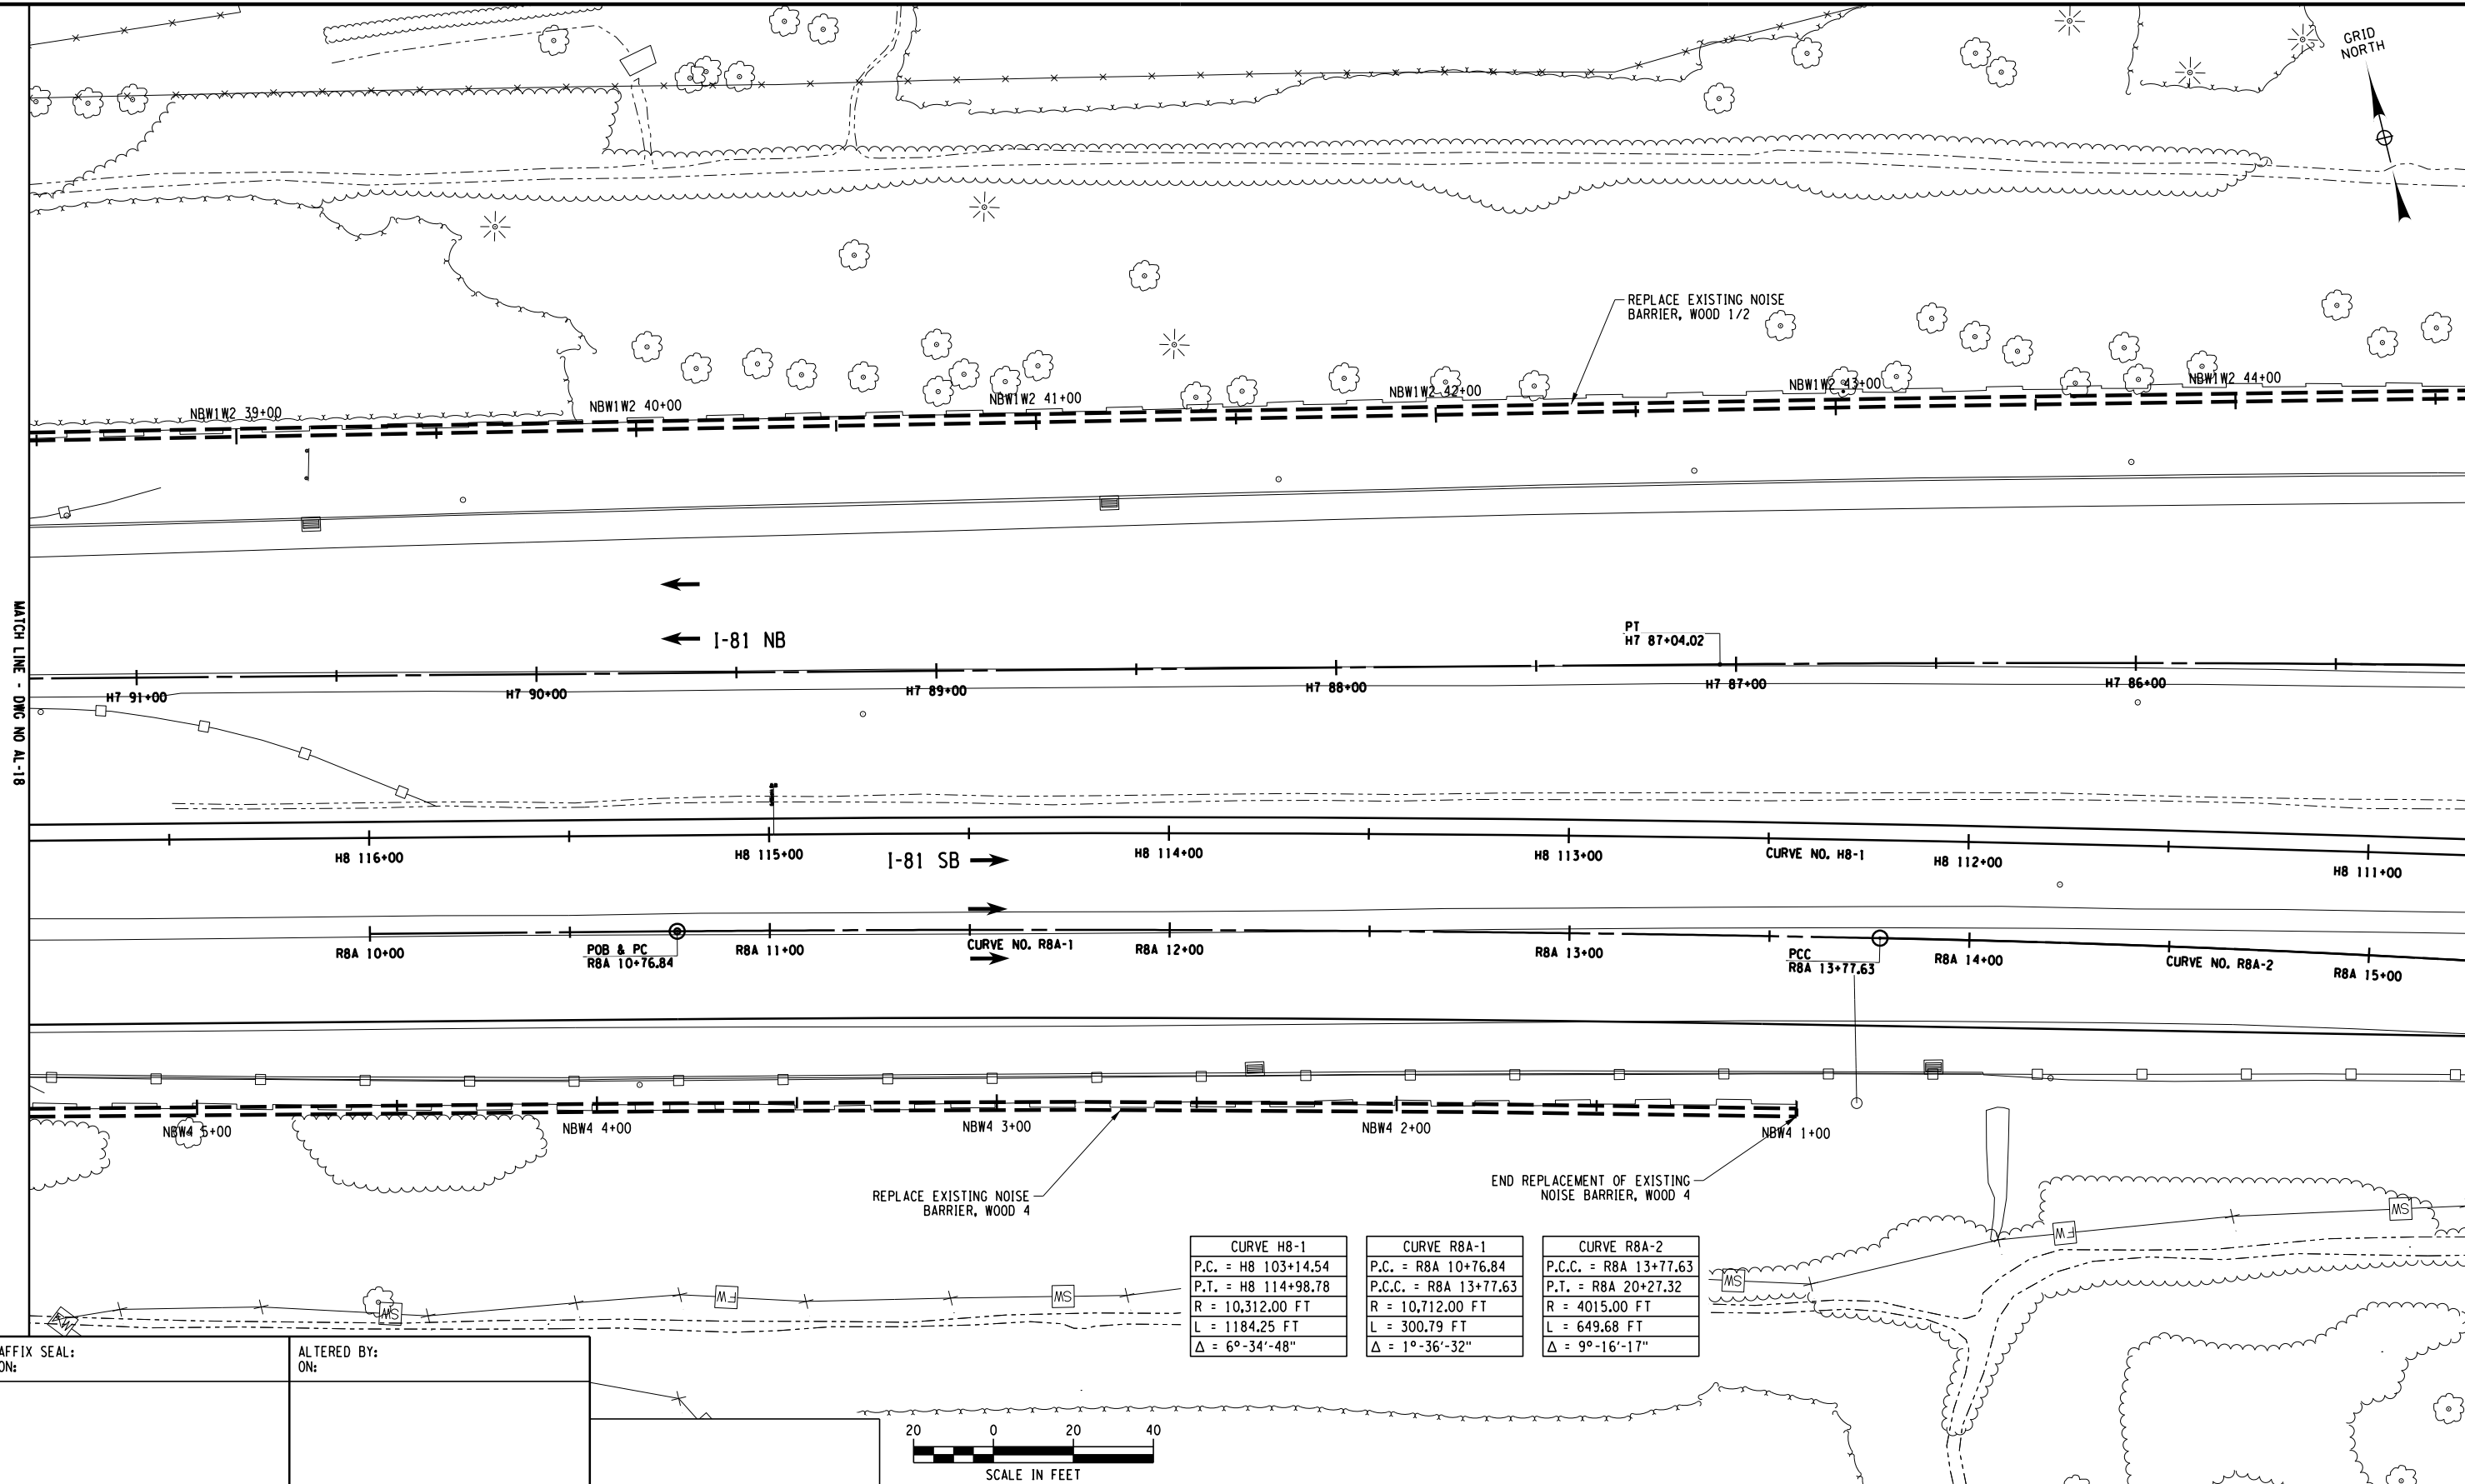 GRID
NORTH
REPLACE EXISTING NOISE
BARRIER, WOOD 1/2
NBW1W2 39+00
NBW1W2 40+00
NBW1W2 41+00
NBW1W2 42+00
NBW1W2 43+00
NBW1W2 44+00
MATCH LINE - DWG NO AL-18
I-81 NB
PT
H7 87+04.02
H7 91+00
H7 90+00
H7 89+00
H7 88+00
H7 87+00
H7 86+00
H8 116+00
H8 115+00
I-81 SB
H8 114+00
H8 113+00
CURVE NO. H8-1
H8 112+00
H8 111+00
R8A 10+00
POB & PC
R8A 10+76.84
R8A 11+00
CURVE NO. R8A-1
R8A 12+00
R8A 13+00
PCC
R8A 13+77.63
R8A 14+00
CURVE NO. R8A-2
R8A 15+00
NBW4 5+00
NBW4 4+00
NBW4 3+00
NBW4 2+00
NBW4 1+00
REPLACE EXISTING NOISE
BARRIER, WOOD 4
END REPLACEMENT OF EXISTING
NOISE BARRIER, WOOD 4
CURVE H8-1
P.C. = H8 103+14.54
P.T. = H8 114+98.78
R = 10,312.00 FT
L = 1184.25 FT
Δ = 6°-34'-48"
CURVE R8A-1
P.C. = R8A 10+76.84
P.C.C. = R8A 13+77.63
R = 10,712.00 FT
L = 300.79 FT
Δ = 1°-36'-32"
CURVE R8A-2
P.C.C. = R8A 13+77.63
P.T. = R8A 20+27.32
R = 4015.00 FT
L = 649.68 FT
Δ = 9°-16'-17"
SW
FW
SW
SW
FW
SW
AFFIX SEAL:
ON:
ALTERED BY:
ON:
20 0 20 40
SCALE IN FEET